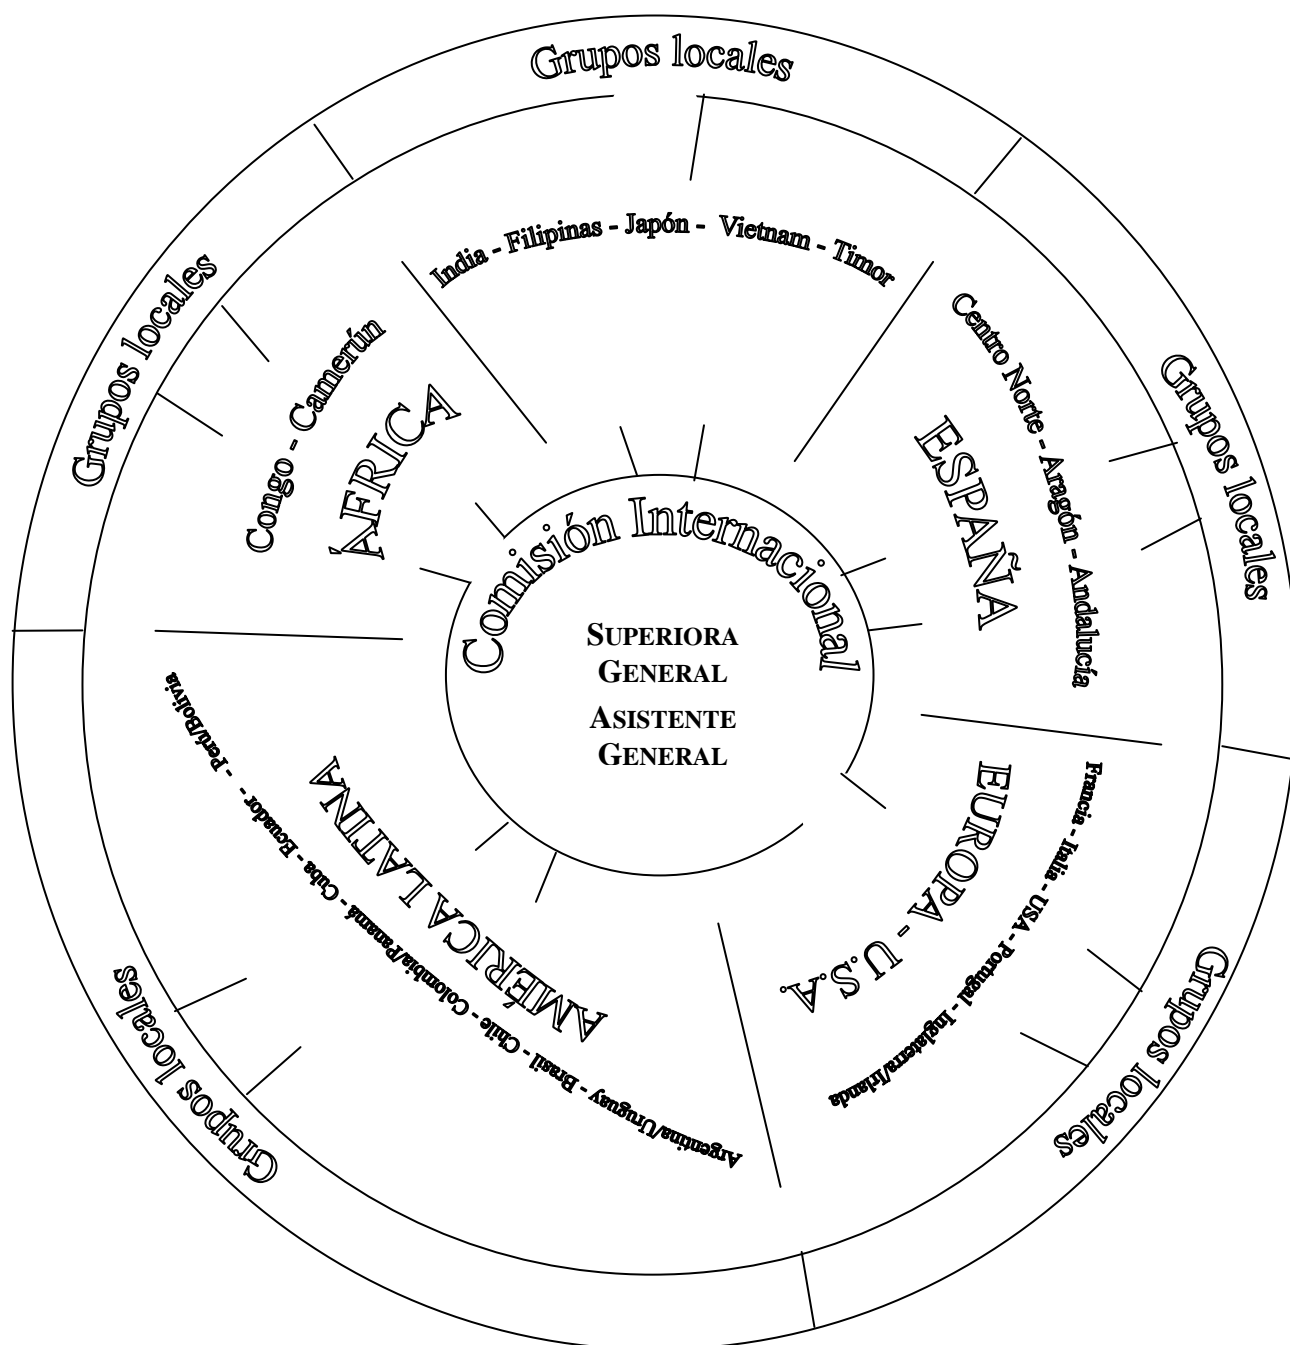 Grupos locales
India - Filipinas - Japón - Vietnam - Timor
Grupos locales
Congo - Camerún
ÁFRICA
Centro Norte - Aragón - Andalucía
ESPAÑA
Grupos locales
Comisión Internacional
SUPERIORA
GENERAL
ASISTENTE
GENERAL
Perú/Bolivia
Argentina/Uruguay - Brasil - Chile - Colombia/Panamá - Cuba - Ecuador -
AMÉRICA LATINA
Grupos locales
EUROPA - U.S.A.
Francia - Italia - USA - Portugal - Inglaterra/Irlanda
Grupos locales